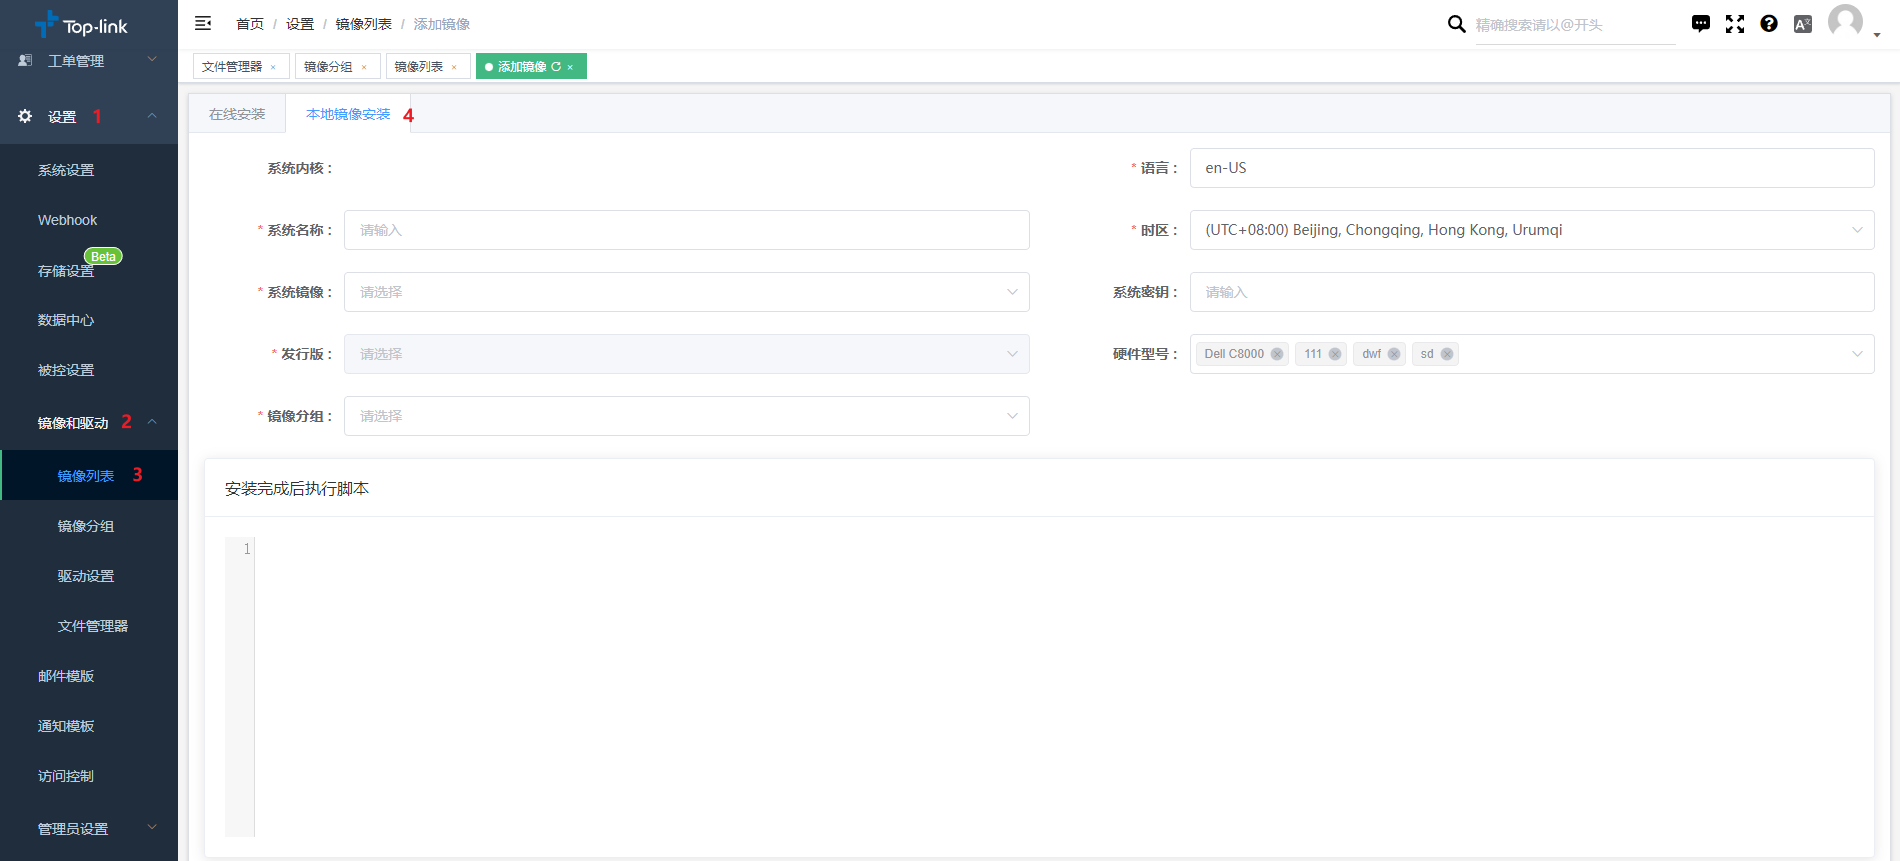 Top-link
工单管理
设置 1
系统设置
Webhook
Beta
存储设置
数据中心
被控设置
镜像和驱动 2
镜像列表 3
镜像分组
驱动设置
文件管理器
邮件模版
通知模板
访问控制
管理员设置
首页 / 设置 / 镜像列表 / 添加镜像
精确搜索请以@开头
文件管理器 ×
镜像分组 ×
镜像列表 ×
添加镜像 ×
在线安装
本地镜像安装 4
系统内核 :
* 语言 : en-US
* 系统名称 : 请输入
* 时区 : (UTC+08:00) Beijing, Chongqing, Hong Kong, Urumqi
* 系统镜像 : 请选择
系统密钥 : 请输入
* 发行版 : 请选择
硬件型号 : Dell C8000 111 dwf sd
* 镜像分组 : 请选择
安装完成后执行脚本
1